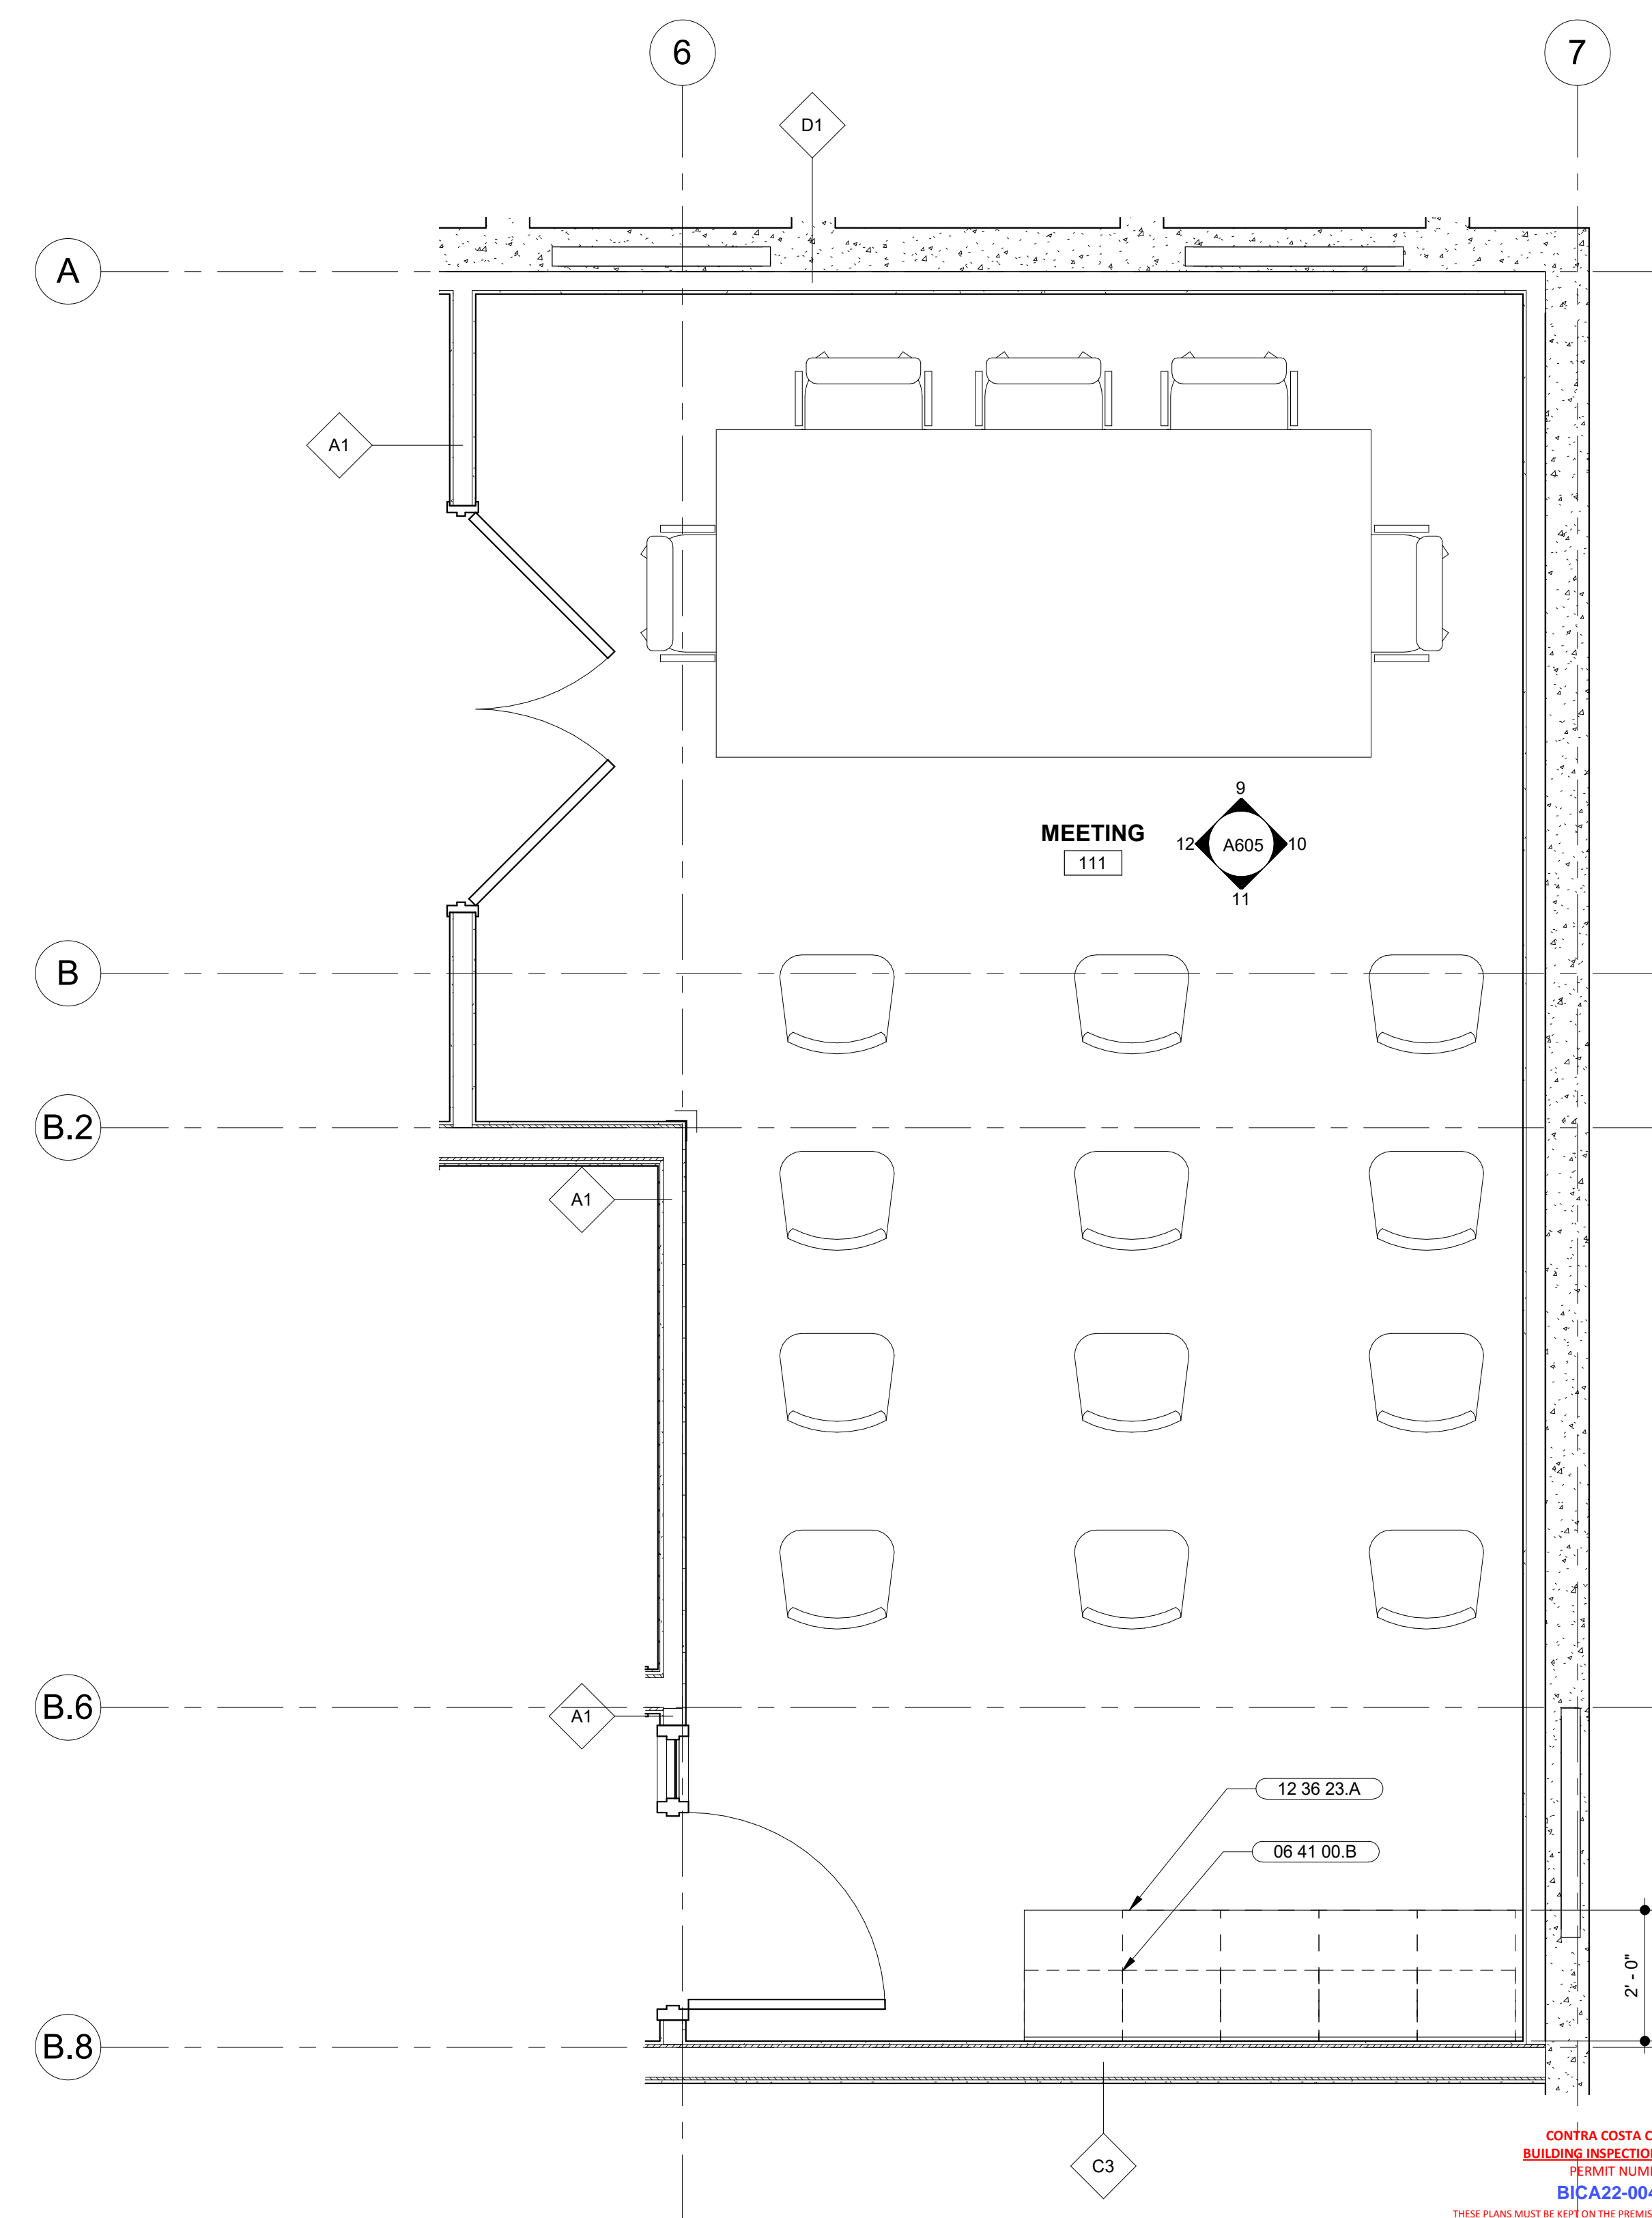 6
7
D1
A
A1
9
MEETING
12
A605
10
111
11
B
B.2
A1
B.6
A1
12 36 23.A
06 41 00.B
2' - 0"
B.8
CONTRA COSTA C
BUILDING INSPECTION
PERMIT NUM
C3
BICA22-004
THESE PLANS MUST BE KEPT ON THE PREMIS